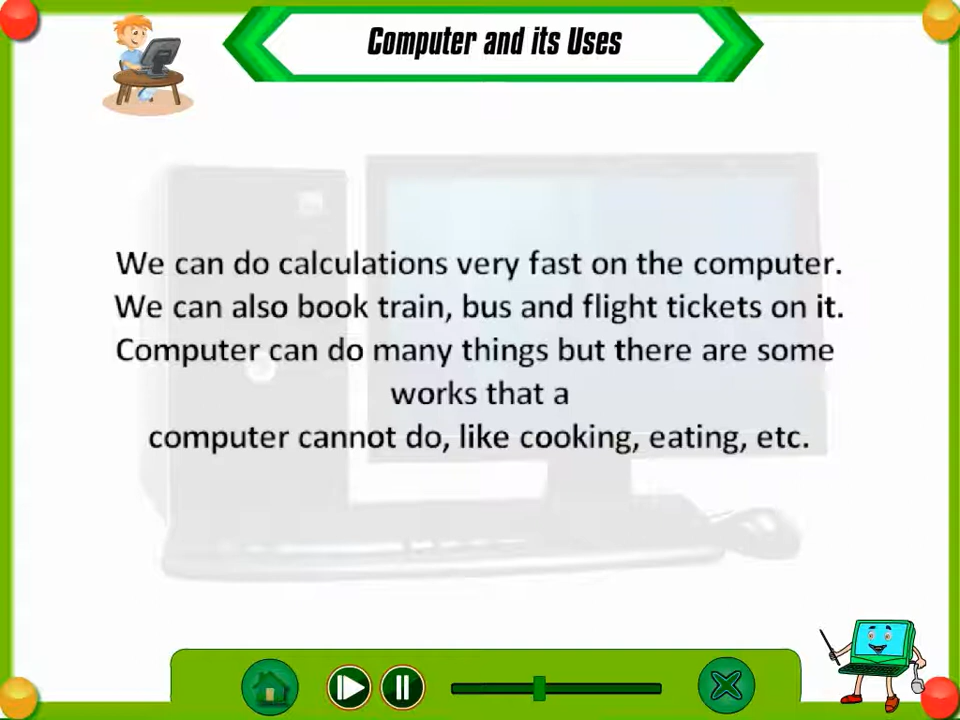 Computer and its Uses
We can do calculations very fast on the computer.
We can also book train, bus and flight tickets on it.
Computer can do many things but there are some
works that a
computer cannot do, like cooking, eating, etc.